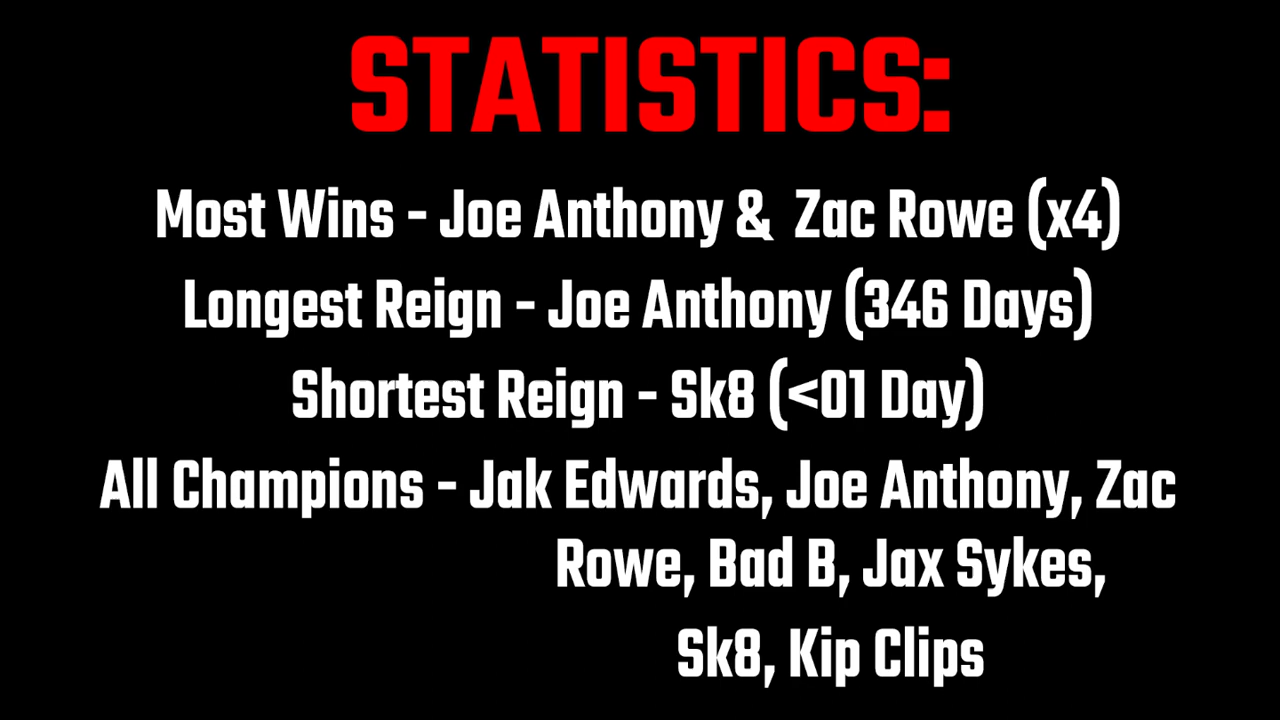 STATISTICS:
Most Wins - Joe Anthony & Zac Rowe (x4)
Longest Reign - Joe Anthony (346 Days)
Shortest Reign - Sk8 (<01 Day)
All Champions - Jak Edwards, Joe Anthony, Zac
Rowe, Bad B, Jax Sykes,
Sk8, Kip Clips